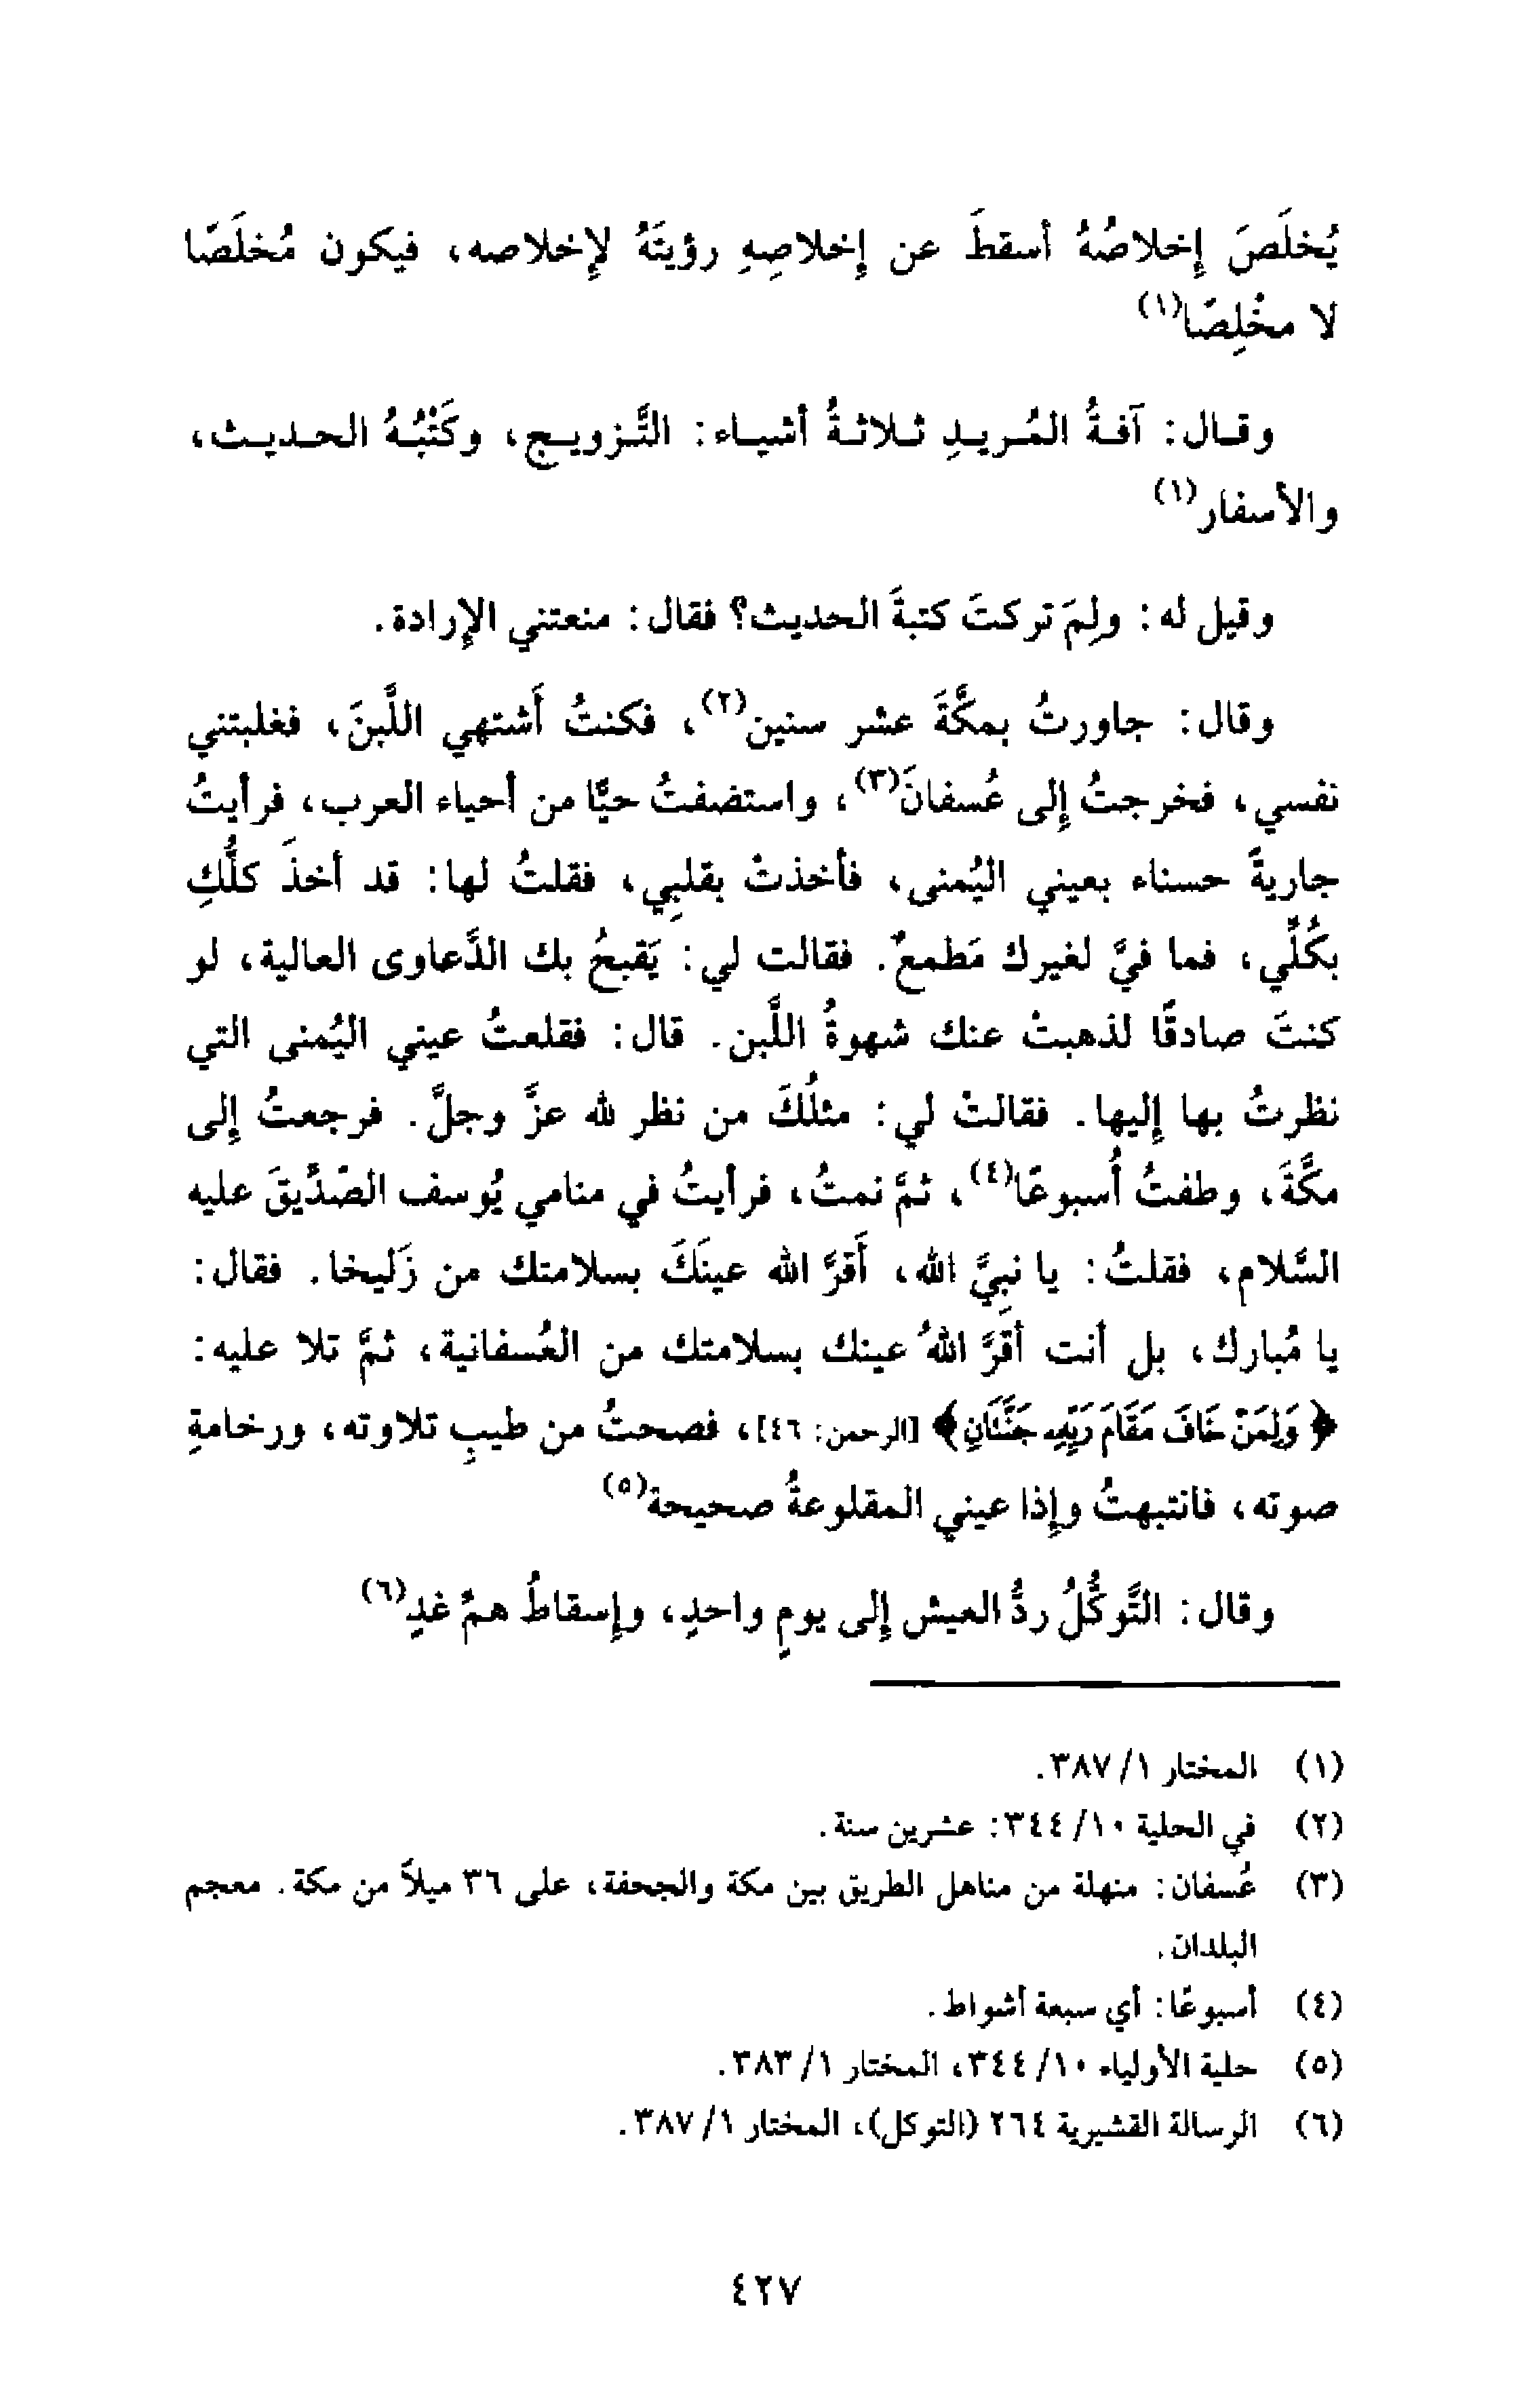 يُخلَصَ إخلاصُهُ أسقطَ عن إخلاصِهِ رؤيتَهُ لإخلاصه، فيكون مُخلَصًا
لا مخُلِصًا(١)
وقال: آفةُ المُريدِ ثلاثةُ أشياء: التَّزويج، وكَتْبُهُ الحديث،
والأسفار(١)
وقيل له: ولِمَ تركتَ كتبةَ الحديث؟ فقال: منعتني الإرادة.
وقال: جاورتُ بمكَّةَ عشر سنين(٢)، فكنتُ أَشتهي اللَّبنَ، فغلبتني
نفسي، فخرجتُ إلى عُسفانَ(٣)، واستضفتُ حيًّا من أحياء العرب، فرأيتُ
جاريةً حسناء بعيني اليُمنى، فأخذتْ بقلبِي، فقلتُ لها: قد أخذَ كلُّكِ
بكُلِّي، فما فيَّ لغيرك مَطمعٌ. فقالت لي: يَقبحُ بك الدَّعاوى العالية، لو
كنتَ صادقًا لذهبتْ عنك شهوةُ اللَّبن. قال: فقلعتُ عيني اليُمنى التي
نظرتُ بها إليها. فقالتْ لي: مثلُكَ من نظر لله عزَّ وجلَّ. فرجعتُ إلى
مكَّةَ، وطفتُ أُسبوعًا(٤)، ثمَّ نمتُ، فرأيتُ في منامي يُوسف الصِّدِّيقَ عليه
السَّلام، فقلتُ: يا نبيَّ الله، أَقرَّ الله عينَكَ بسلامتك من زَليخا. فقال:
يا مُبارك، بل أنت أقرَّ اللهُ عينك بسلامتك من العُسفانية، ثمَّ تلا عليه:
﴿وَلِمَنْ خَافَ مَقَامَ رَبِّهِۦ جَنَّتَانِ﴾ [الرحمن: ٤٦]، فصحتُ من طيبِ تلاوته، ورخامةِ
صوته، فانتبهتُ وإذا عيني المقلوعةُ صحيحة(٥)
وقال: التَّوكُّلُ ردُّ العيش إلى يومٍ واحدٍ، وإسقاطُ همِّ غدٍ(٦)
(١) المختار ١/ ٣٨٧.
(٢) في الحلية ١٠/ ٣٤٤: عشرين سنة.
(٣) عُسفان: منهلة من مناهل الطريق بين مكة والجحفة، على ٣٦ ميلاً من مكة. معجم
البلدان.
(٤) أسبوعًا: أي سبعة أشواط.
(٥) حلية الأولياء ١٠/ ٣٤٤، المختار ١/ ٣٨٣.
(٦) الرسالة القشيرية ٢٦٤ (التوكل)، المختار ١/ ٣٨٧.
٤٢٧